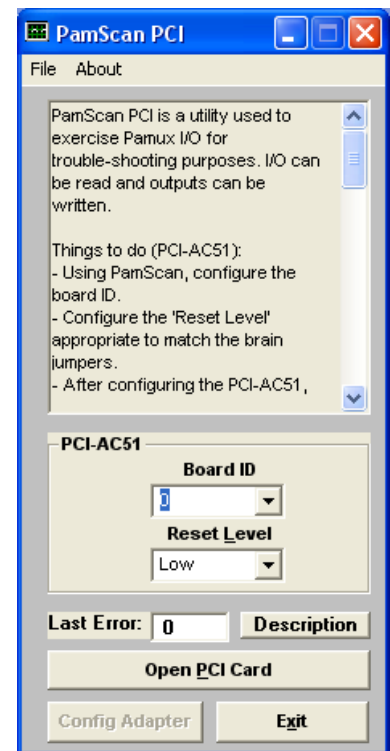 PamScan PCI
File About
PamScan PCI is a utility used to
exercise Pamux I/O for
trouble-shooting purposes. I/O can
be read and outputs can be
written.
Things to do (PCI-AC51):
- Using PamScan, configure the
board ID.
- Configure the 'Reset Level'
appropriate to match the brain
jumpers.
- After configuring the PCI-AC51,
PCI-AC51
Board ID
0
Reset Level
Low
Last Error: 0 Description
Open PCI Card
Config Adapter Exit